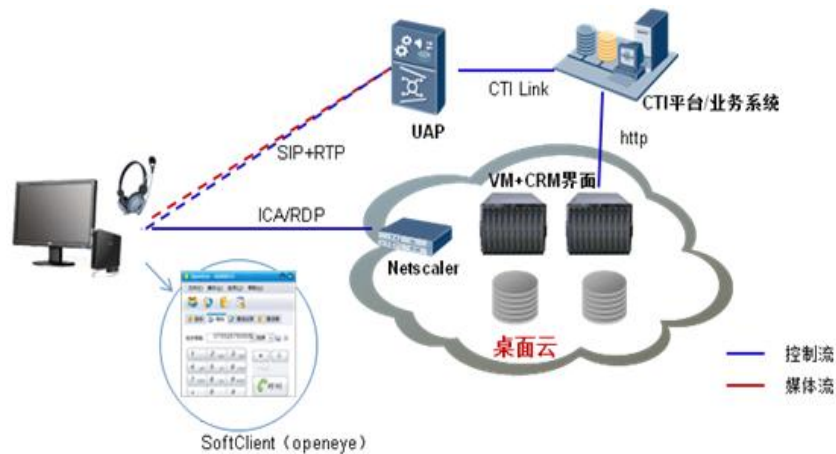 UAP
CTI Link
CTI平台/业务系统
SIP+RTP
http
VM+CRM界面
ICA/RDP
Netscaler
桌面云
控制流
媒体流
SoftClient（openeye）